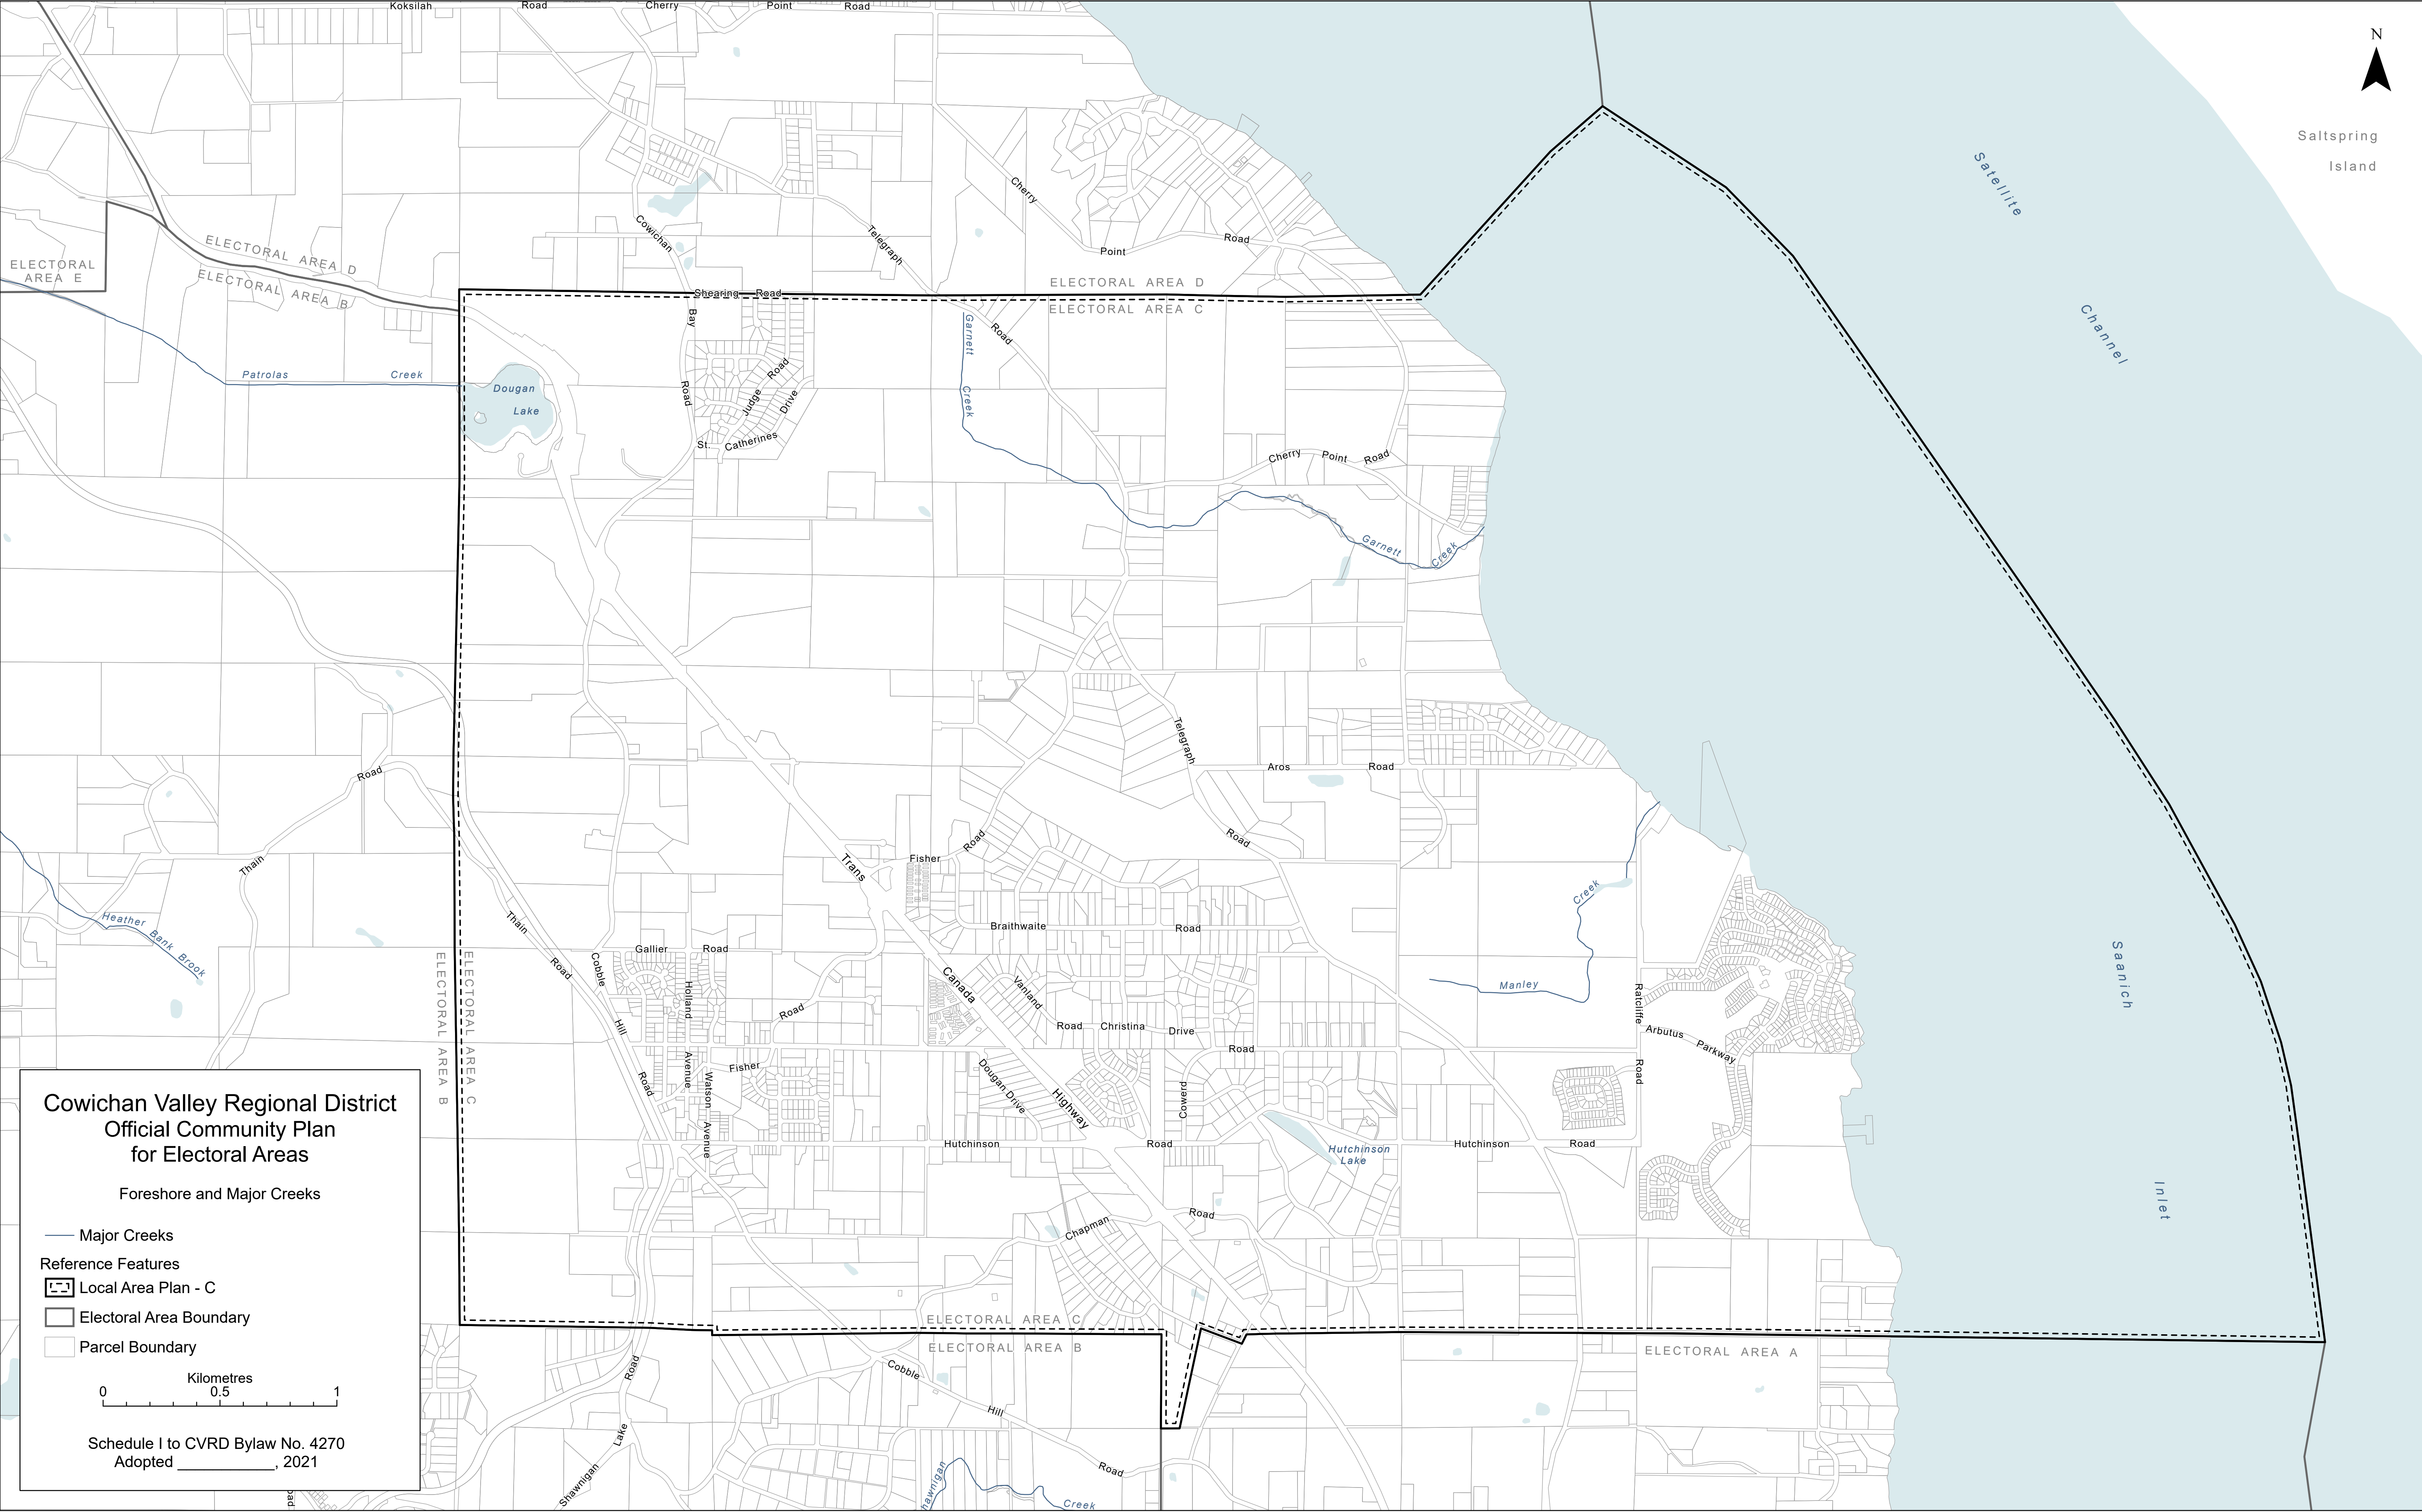 Koksilah Road Cherry Point Road
N
Saltspring
Island
Satellite
Channel
Cherry
Point
Road
Cowichan
Telegraph
ELECTORAL AREA D
ELECTORAL AREA B
ELECTORAL
AREA E
ELECTORAL AREA D
Shearing Road
ELECTORAL AREA C
Bay
Road
Garnett
Creek
Road
Patrolas Creek
Dougan
Lake
Judge
Road
Drive
St. Catherines
Cherry Point Road
Garnett
Creek
Telegraph
Aros Road
Road
Road
Thain
Trans
Fisher Road
Heather
Bank
Brook
Thain
Road
Braithwaite Road
Creek
Manley
Gallier Road
Cobble
Hill
Road
Holland
Avenue
Canada
Vanland
Road Christina Drive
Road
Saanich
Inlet
Ratcliffe
Road
Arbutus
Parkway
Road
Fisher
Watson
Avenue
Dougan Drive
Highway
Coward
Hutchinson Road
Hutchinson Road
Hutchinson
Lake
ELECTORAL AREA B
ELECTORAL AREA C
Chapman
Road
ELECTORAL AREA C
ELECTORAL AREA B
ELECTORAL AREA A
Cobble
Hill
Road
Road
Lake
Shawnigan
Creek
Cowichan Valley Regional District
Official Community Plan
for Electoral Areas
Foreshore and Major Creeks
Major Creeks
Reference Features
Local Area Plan - C
Electoral Area Boundary
Parcel Boundary
Kilometres
0 0.5 1
Schedule I to CVRD Bylaw No. 4270
Adopted ____________, 2021